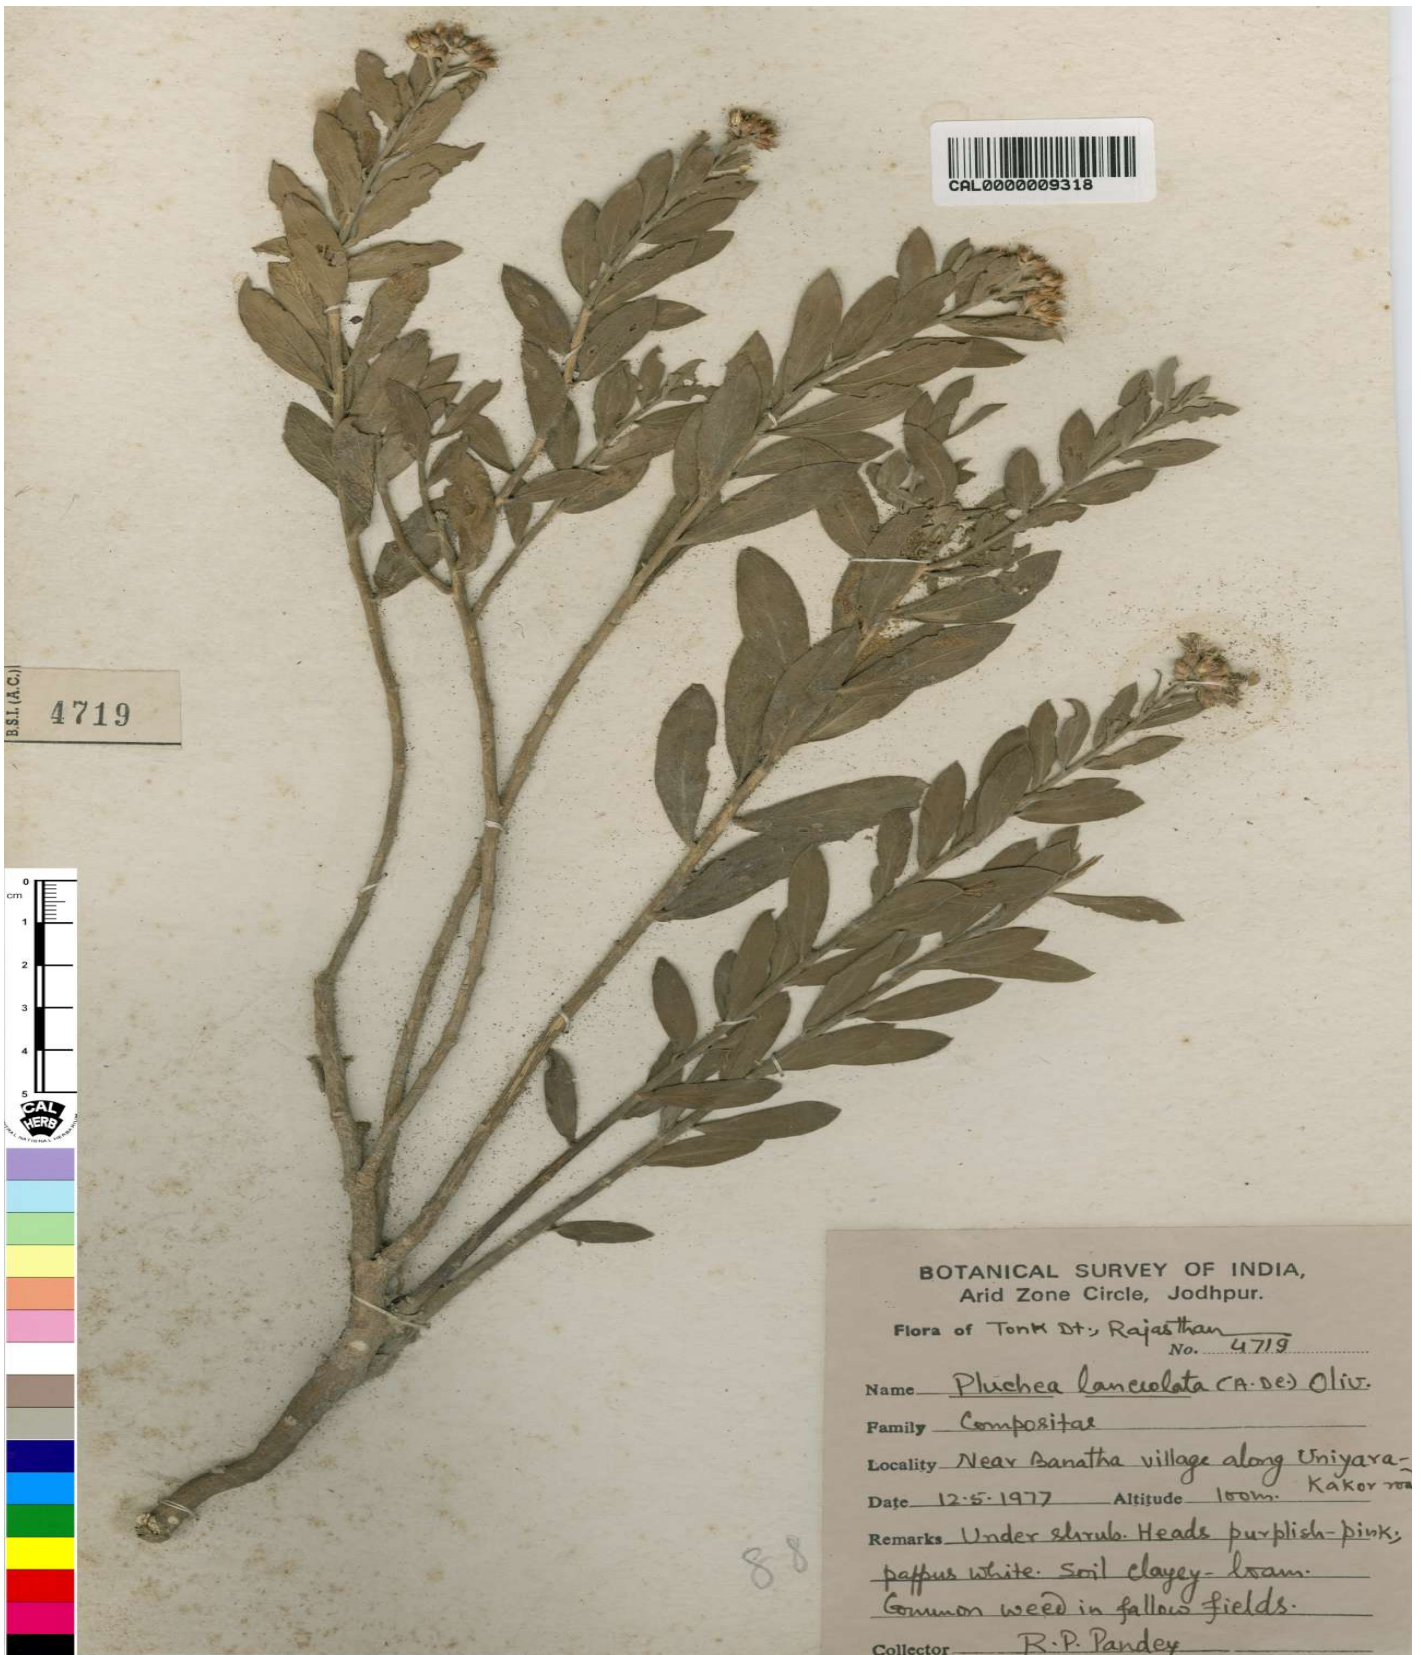 CAL0000009318
B.S.I. (A.C.)
4719
0
cm
1
2
3
4
5
CAL
HERB
BOTANICAL SURVEY OF INDIA,
Arid Zone Circle, Jodhpur.
Flora of Tonk Dt., Rajasthan
No. 4719
Name Pluchea lanceolata (A.DC.) Oliv.
Family Compositae
Locality Near Banatha village along Uniyara-
Kakor
Date 12.5.1977 Altitude 100m.
Remarks Under shrub. Heads purplish-pink;
pappus white. Soil clayey-loam.
Common weed in fallow fields.
Collector R.P. Pandey
88